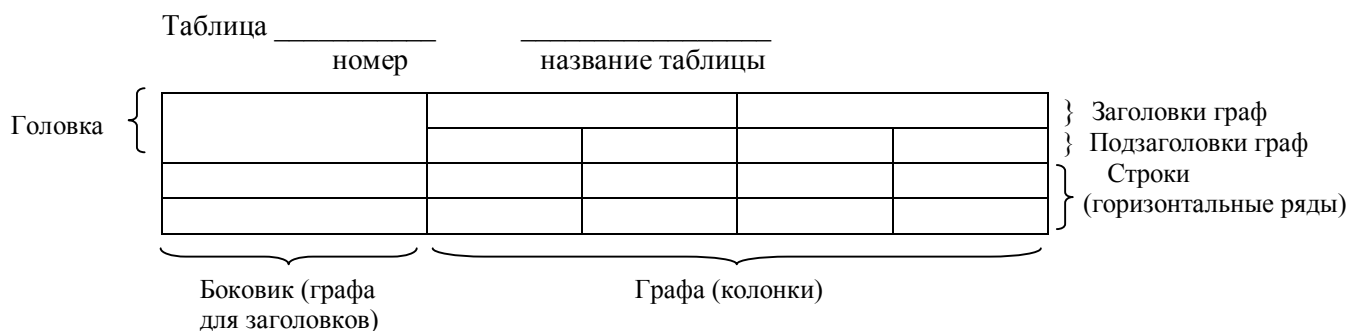 Таблица ___________ _________________
номер название таблицы
Головка
} Заголовки граф
} Подзаголовки граф
Строки
(горизонтальные ряды)
Боковик (графа
для заголовков)
Графа (колонки)